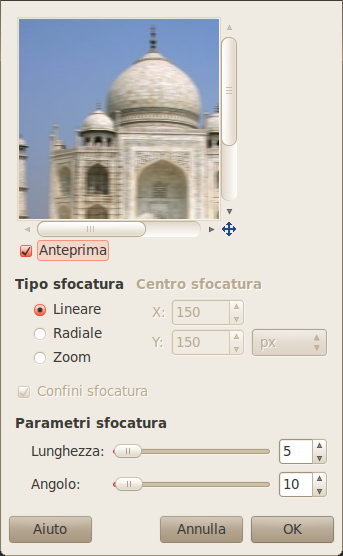 Anteprima
Tipo sfocatura Centro sfocatura
Lineare X: 150
Radiale Y: 150 px
Zoom
Confini sfocatura
Parametri sfocatura
Lunghezza: 5
Angolo: 10
Aiuto Annulla OK